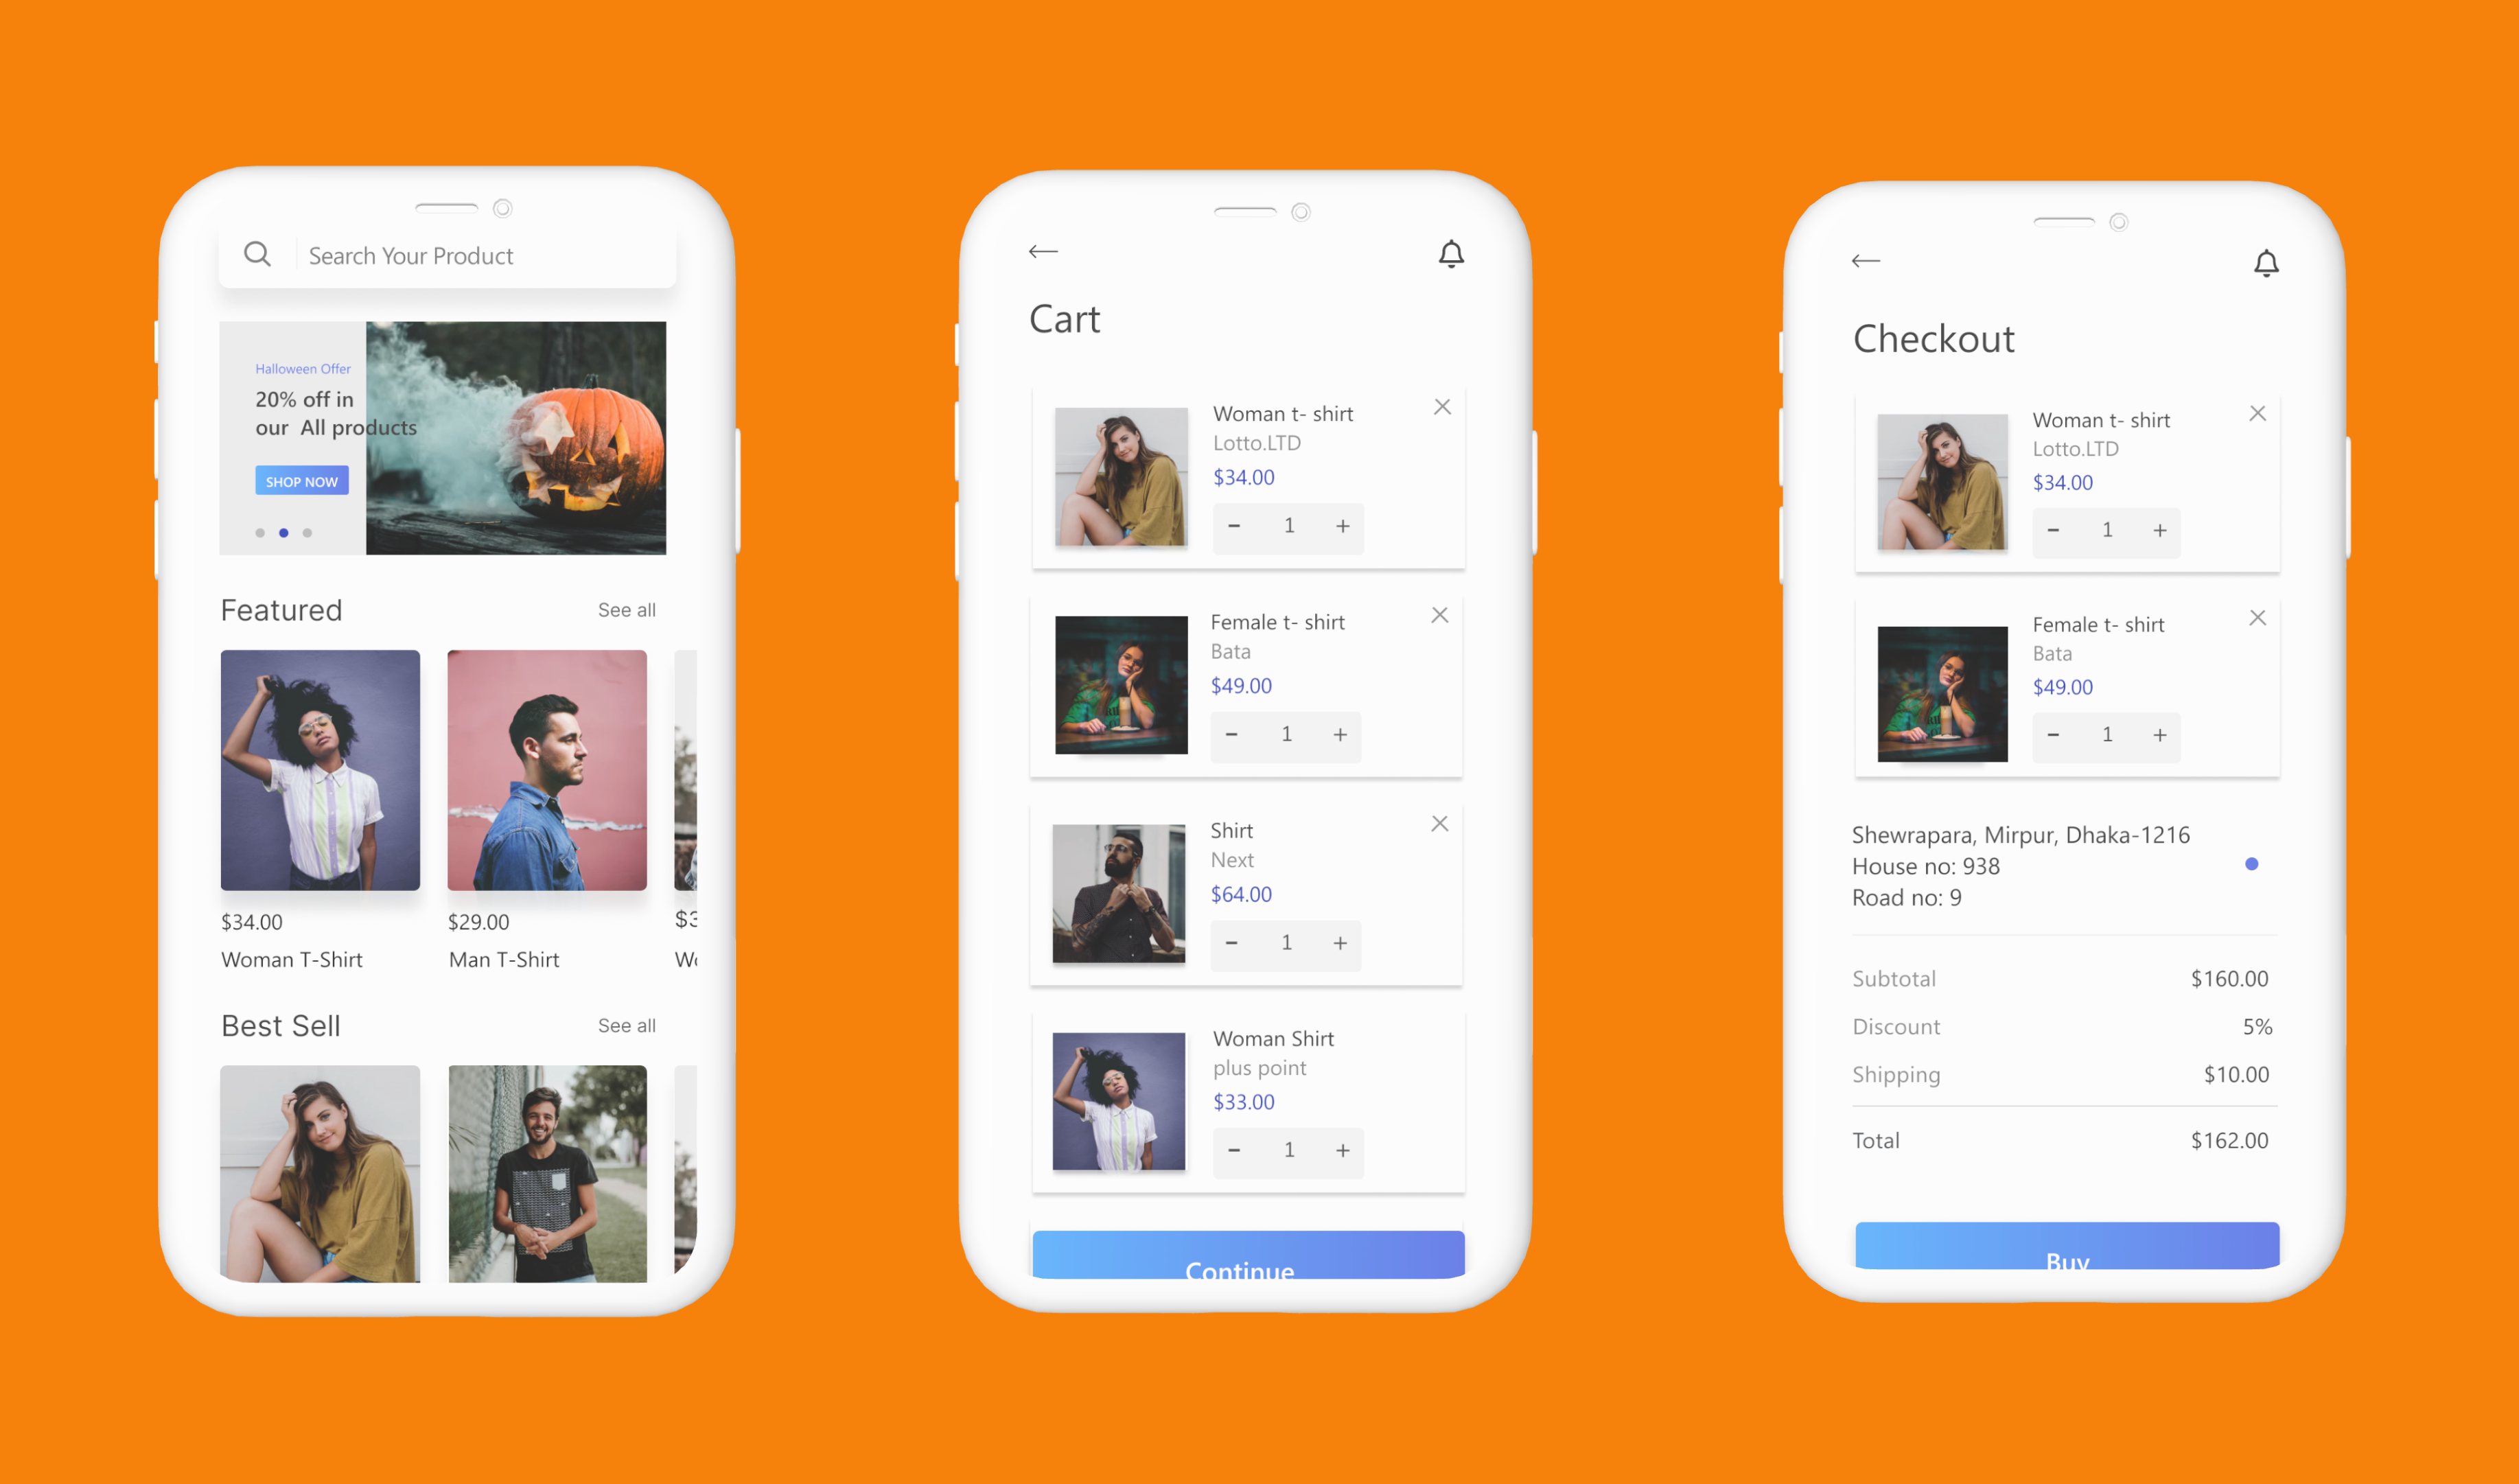 Search Your Product
Halloween Offer
20% off in
our All products
SHOP NOW
Featured
See all
$34.00
$29.00
$3
Woman T-Shirt
Man T-Shirt
Best Sell
See all
Cart
Woman t- shirt
Lotto.LTD
$34.00
- 1 +
Female t- shirt
Bata
$49.00
- 1 +
Shirt
Next
$64.00
- 1 +
Woman Shirt
plus point
$33.00
- 1 +
Continue
Checkout
Woman t- shirt
Lotto.LTD
$34.00
- 1 +
Female t- shirt
Bata
$49.00
- 1 +
Shewrapara, Mirpur, Dhaka-1216
House no: 938
Road no: 9
Subtotal $160.00
Discount 5%
Shipping $10.00
Total $162.00
Buy